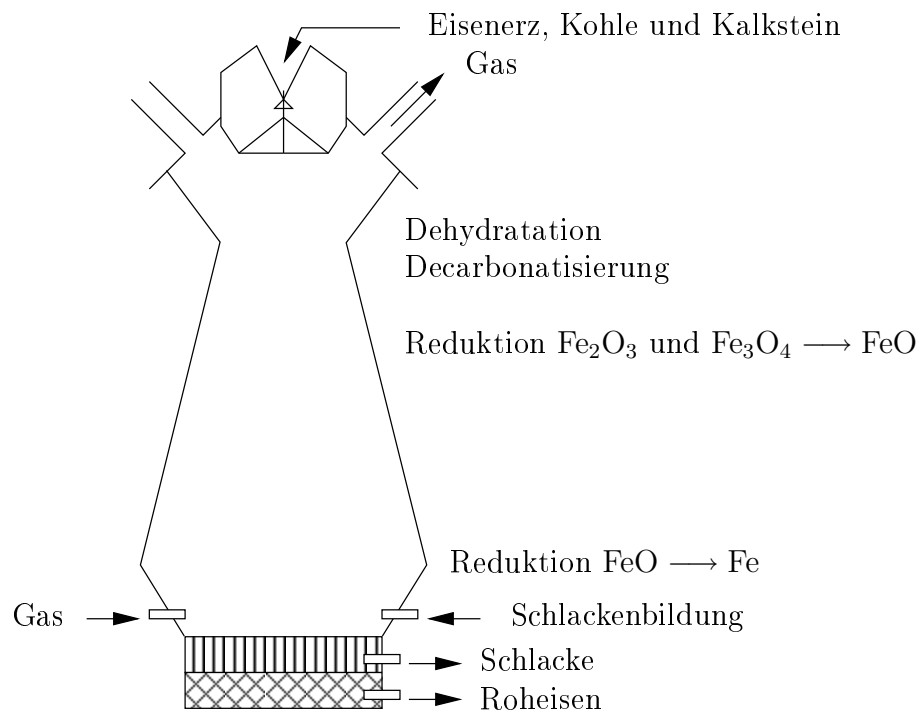 Eisenerz, Kohle und Kalkstein
Gas
Dehydratation
Decarbonatisierung
Reduktion Fe₂O₃ und Fe₃O₄ ⟶ FeO
Reduktion FeO ⟶ Fe
Gas
Schlackenbildung
Schlacke
Roheisen